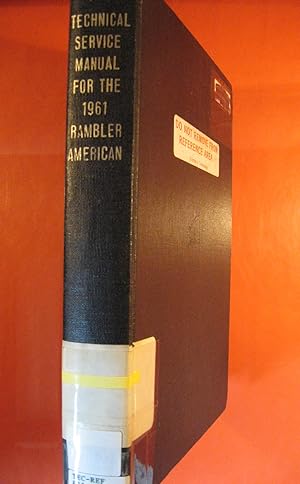 TECHNICAL
SERVICE
MANUAL
FOR THE
1961
RAMBLER
AMERICAN
DO NOT REMOVE FROM
REFERENCE AREA
TEC-REF